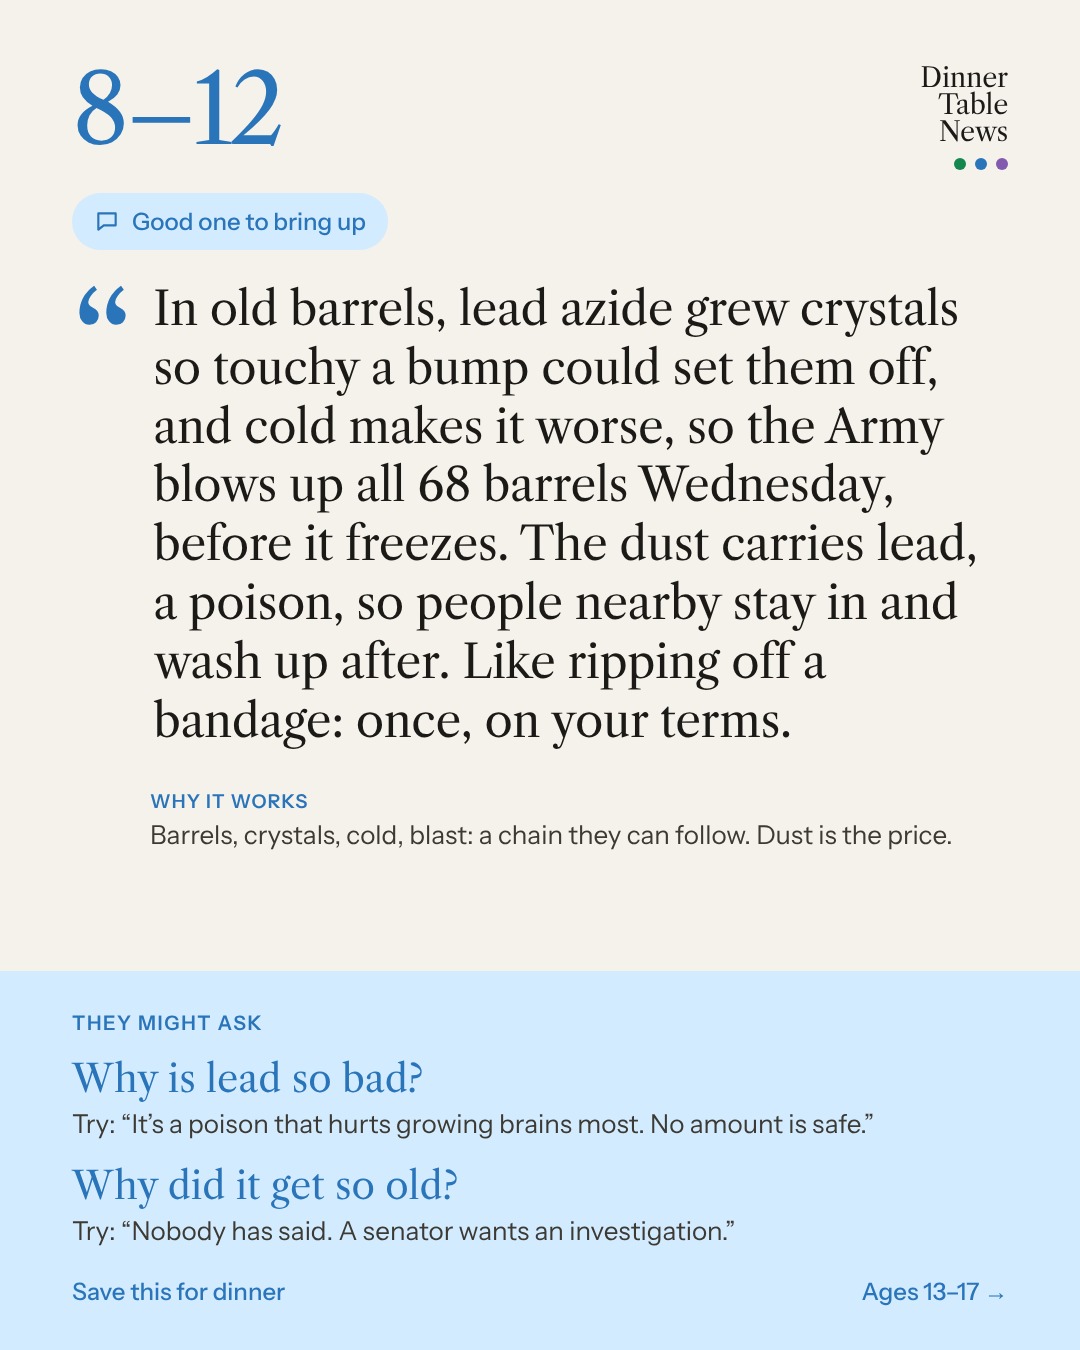 8–12
Dinner
Table
News
Good one to bring up
“ In old barrels, lead azide grew crystals
so touchy a bump could set them off,
and cold makes it worse, so the Army
blows up all 68 barrels Wednesday,
before it freezes. The dust carries lead,
a poison, so people nearby stay in and
wash up after. Like ripping off a
bandage: once, on your terms.
WHY IT WORKS
Barrels, crystals, cold, blast: a chain they can follow. Dust is the price.
THEY MIGHT ASK
Why is lead so bad?
Try: “It’s a poison that hurts growing brains most. No amount is safe.”
Why did it get so old?
Try: “Nobody has said. A senator wants an investigation.”
Save this for dinner
Ages 13–17 →